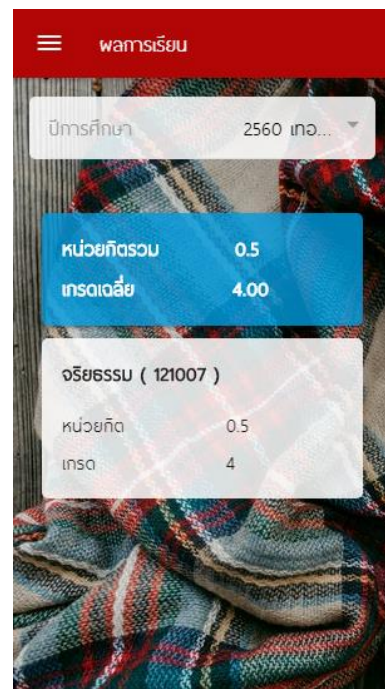 ผลการเรียน
ปีการศึกษา 2560 เทอ...
หน่วยกิตรวม 0.5
เกรดเฉลี่ย 4.00
จริยธรรม ( 121007 )
หน่วยกิต 0.5
เกรด 4